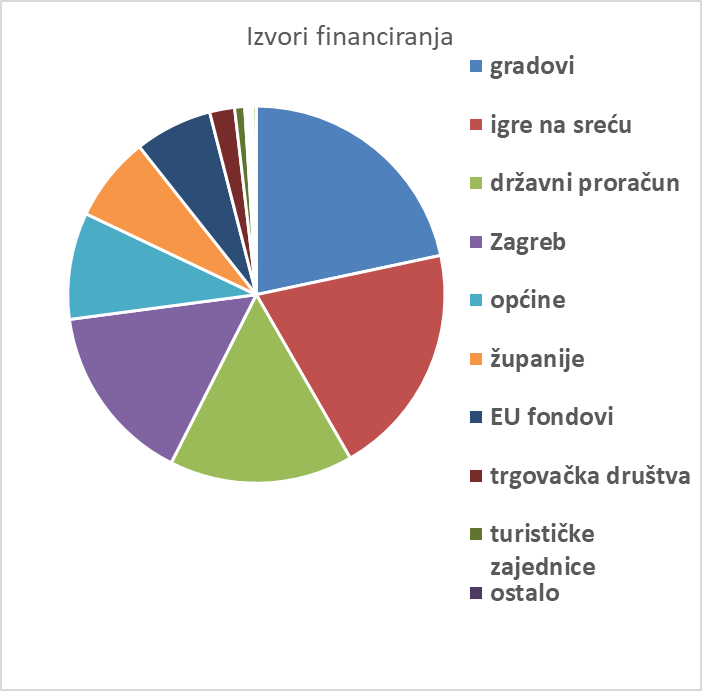 Izvori financiranja
gradovi
igre na sreću
državni proračun
Zagreb
općine
županije
EU fondovi
trgovačka društva
turističke
zajednice
ostalo